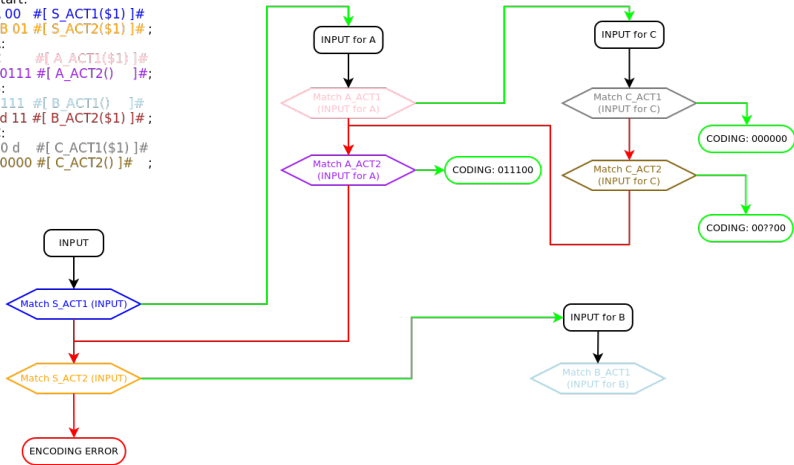 tart:
00 #[ S_ACT1($1) ]#
B 01 #[ S_ACT2($1) ]# ;
:
#[ A_ACT1($1) ]#
0111 #[ A_ACT2() ]#;
:
111 #[ B_ACT1() ]#
d 11 #[ B_ACT2($1) ]# ;
:
0 d #[ C_ACT1($1) ]#
0000 #[ C_ACT2() ]# ;
INPUT for A
INPUT for C
Match A_ACT1
(INPUT for A)
Match C_ACT1
(INPUT for C)
CODING: 000000
Match A_ACT2
(INPUT for A)
CODING: 011100
Match C_ACT2
(INPUT for C)
CODING: 00??00
INPUT
Match S_ACT1 (INPUT)
INPUT for B
Match S_ACT2 (INPUT)
Match B_ACT1
(INPUT for B)
ENCODING ERROR